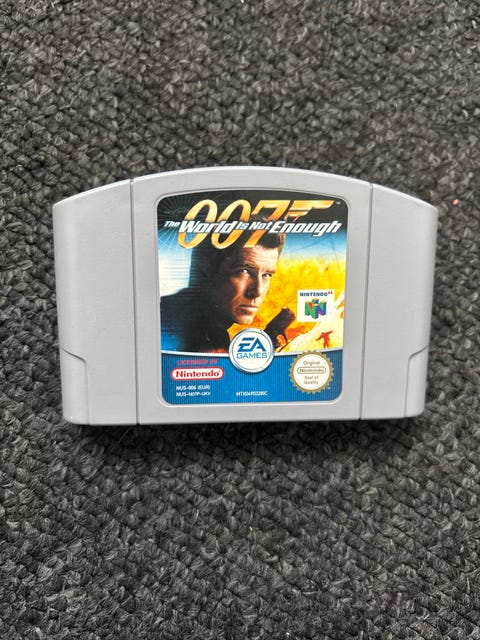 007
™
The World Is Not Enough
NINTENDO 64
N
EA
GAMES
LICENSED BY
Nintendo
Original
Nintendo
Seal of
Quality
NUS-006 (EUR)
NUS-NO7P-UKV